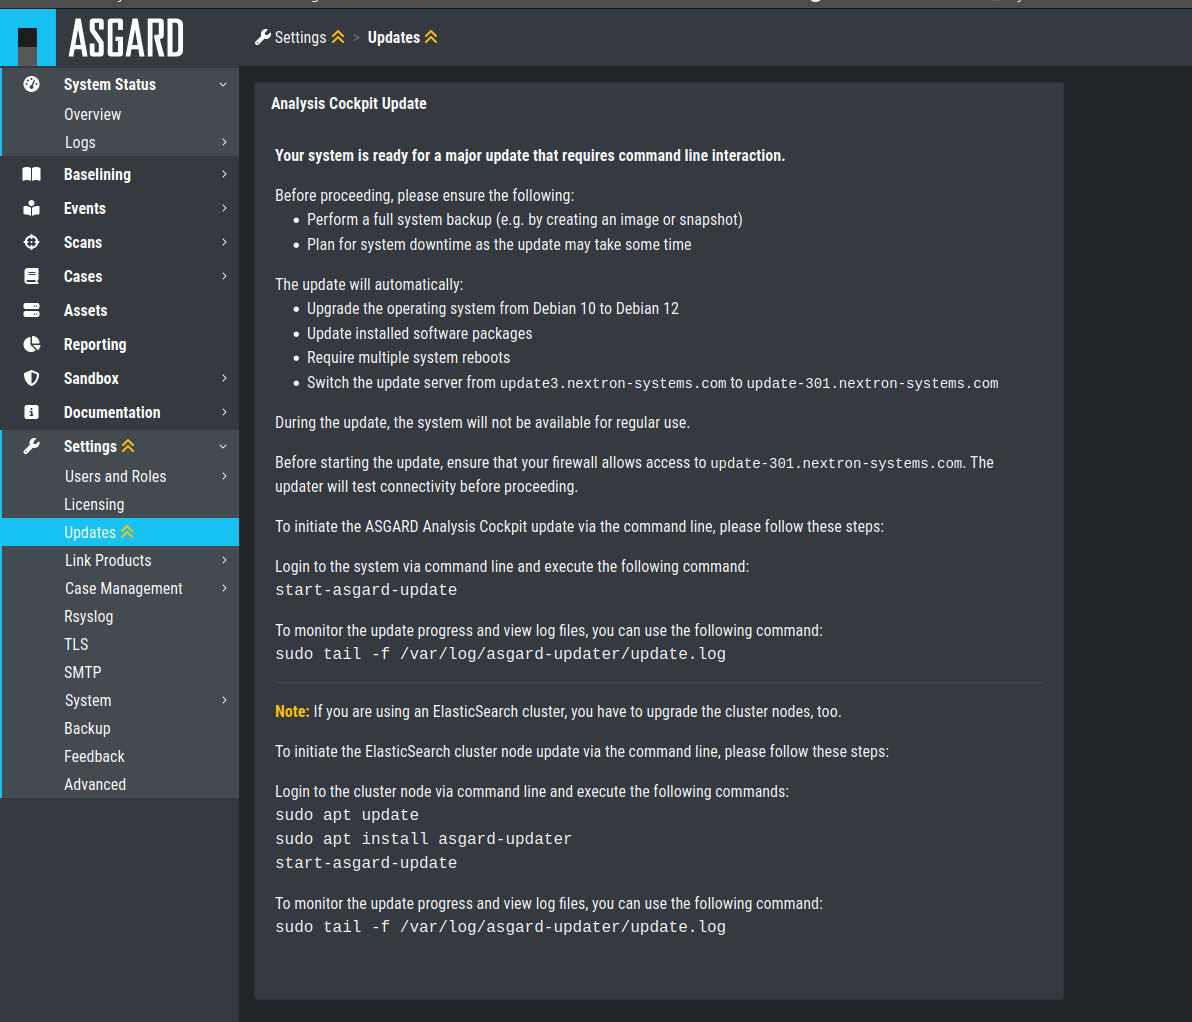 ASGARD
Settings > Updates
System Status
Overview
Logs
Baselining
Events
Scans
Cases
Assets
Reporting
Sandbox
Documentation
Settings
Users and Roles
Licensing
Updates
Link Products
Case Management
Rsyslog
TLS
SMTP
System
Backup
Feedback
Advanced
Analysis Cockpit Update
Your system is ready for a major update that requires command line interaction.
Before proceeding, please ensure the following:
• Perform a full system backup (e.g. by creating an image or snapshot)
• Plan for system downtime as the update may take some time
The update will automatically:
• Upgrade the operating system from Debian 10 to Debian 12
• Update installed software packages
• Require multiple system reboots
• Switch the update server from update3.nextron-systems.com to update-301.nextron-systems.com
During the update, the system will not be available for regular use.
Before starting the update, ensure that your firewall allows access to update-301.nextron-systems.com. The
updater will test connectivity before proceeding.
To initiate the ASGARD Analysis Cockpit update via the command line, please follow these steps:
Login to the system via command line and execute the following command:
start-asgard-update
To monitor the update progress and view log files, you can use the following command:
sudo tail -f /var/log/asgard-updater/update.log
Note: If you are using an ElasticSearch cluster, you have to upgrade the cluster nodes, too.
To initiate the ElasticSearch cluster node update via the command line, please follow these steps:
Login to the cluster node via command line and execute the following commands:
sudo apt update
sudo apt install asgard-updater
start-asgard-update
To monitor the update progress and view log files, you can use the following command:
sudo tail -f /var/log/asgard-updater/update.log